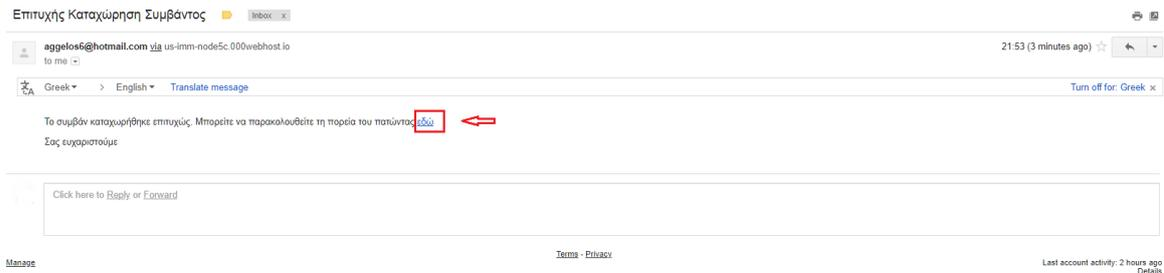 Επιτυχής Καταχώρηση Συμβάντος Inbox x
aggelos6@hotmail.com via us-imm-node5c.000webhost.io 21:53 (3 minutes ago)
to me
Greek > English Translate message Turn off for: Greek x
Το συμβάν καταχωρήθηκε επιτυχώς. Μπορείτε να παρακολουθείτε τη πορεία του πατώντας εδώ
Σας ευχαριστούμε
Click here to Reply or Forward
Terms - Privacy
Manage Last account activity: 2 hours ago
Details